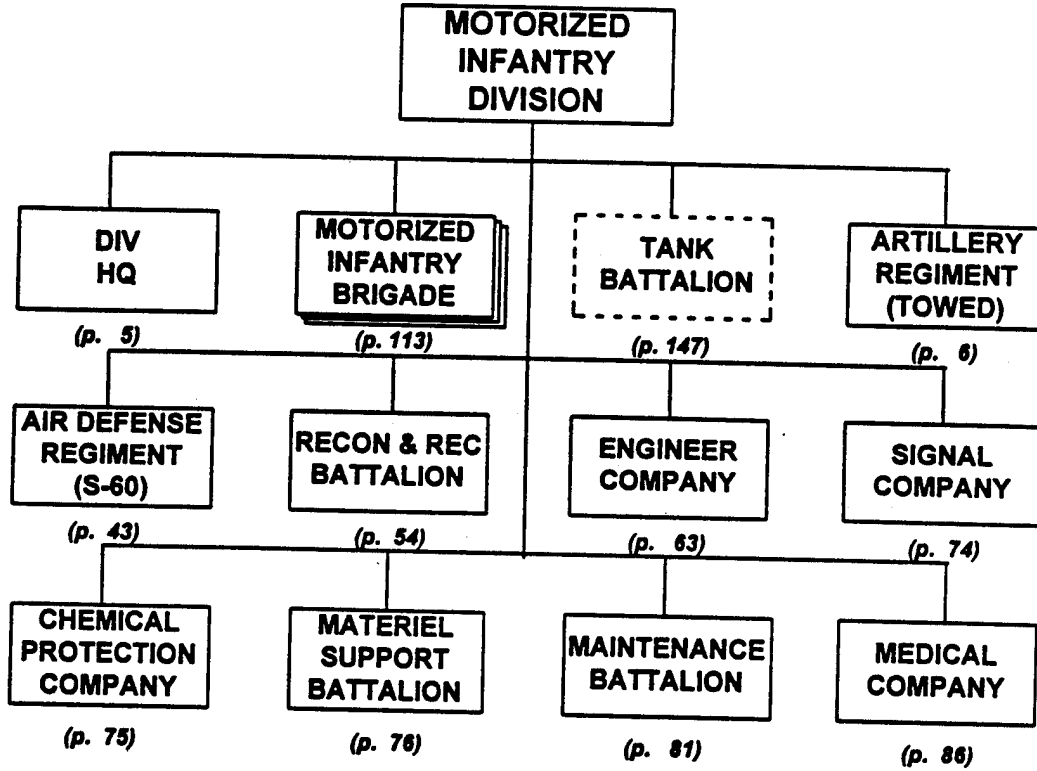 MOTORIZED
INFANTRY
DIVISION
DIV
HQ
(p. 5)
MOTORIZED
INFANTRY
BRIGADE
(p. 113)
TANK
BATTALION
(p. 147)
ARTILLERY
REGIMENT
(TOWED)
(p. 6)
AIR DEFENSE
REGIMENT
(S-60)
(p. 43)
RECON & REC
BATTALION
(p. 54)
ENGINEER
COMPANY
(p. 63)
SIGNAL
COMPANY
(p. 74)
CHEMICAL
PROTECTION
COMPANY
(p. 75)
MATERIEL
SUPPORT
BATTALION
(p. 76)
MAINTENANCE
BATTALION
(p. 81)
MEDICAL
COMPANY
(p. 86)